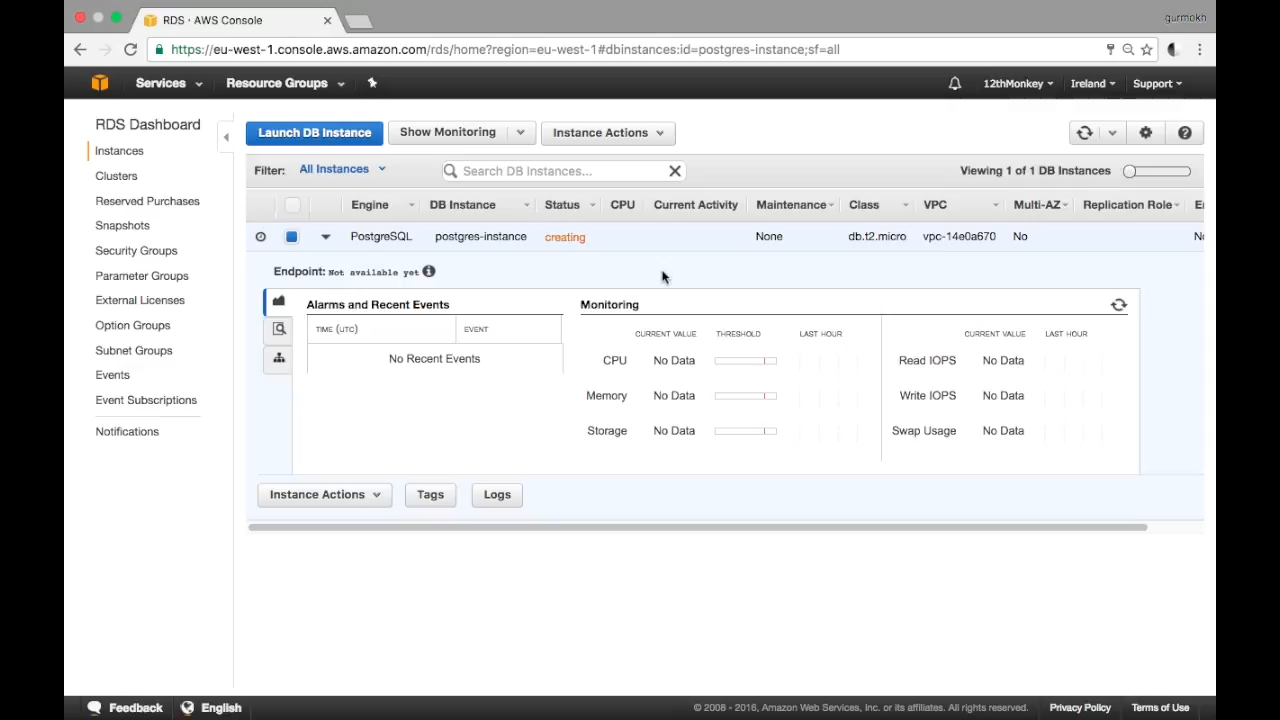 RDS · AWS Console
gurmokh
https://eu-west-1.console.aws.amazon.com/rds/home?region=eu-west-1#dbinstances:id=postgres-instance;sf=all
Services Resource Groups 12thMonkey Ireland Support
RDS Dashboard
Instances
Clusters
Reserved Purchases
Snapshots
Security Groups
Parameter Groups
External Licenses
Option Groups
Subnet Groups
Events
Event Subscriptions
Notifications
Launch DB Instance Show Monitoring Instance Actions
Filter: All Instances Search DB Instances... Viewing 1 of 1 DB Instances
Engine DB Instance Status CPU Current Activity Maintenance Class VPC Multi-AZ Replication Role
PostgreSQL postgres-instance creating None db.t2.micro vpc-14e0a670 No
Endpoint: Not available yet
Alarms and Recent Events
TIME (UTC) EVENT
No Recent Events
Monitoring
CURRENT VALUE THRESHOLD LAST HOUR CURRENT VALUE LAST HOUR
CPU No Data Read IOPS No Data
Memory No Data Write IOPS No Data
Storage No Data Swap Usage No Data
Instance Actions Tags Logs
Feedback English © 2008 - 2016, Amazon Web Services, Inc. or its affiliates. All rights reserved. Privacy Policy Terms of Use